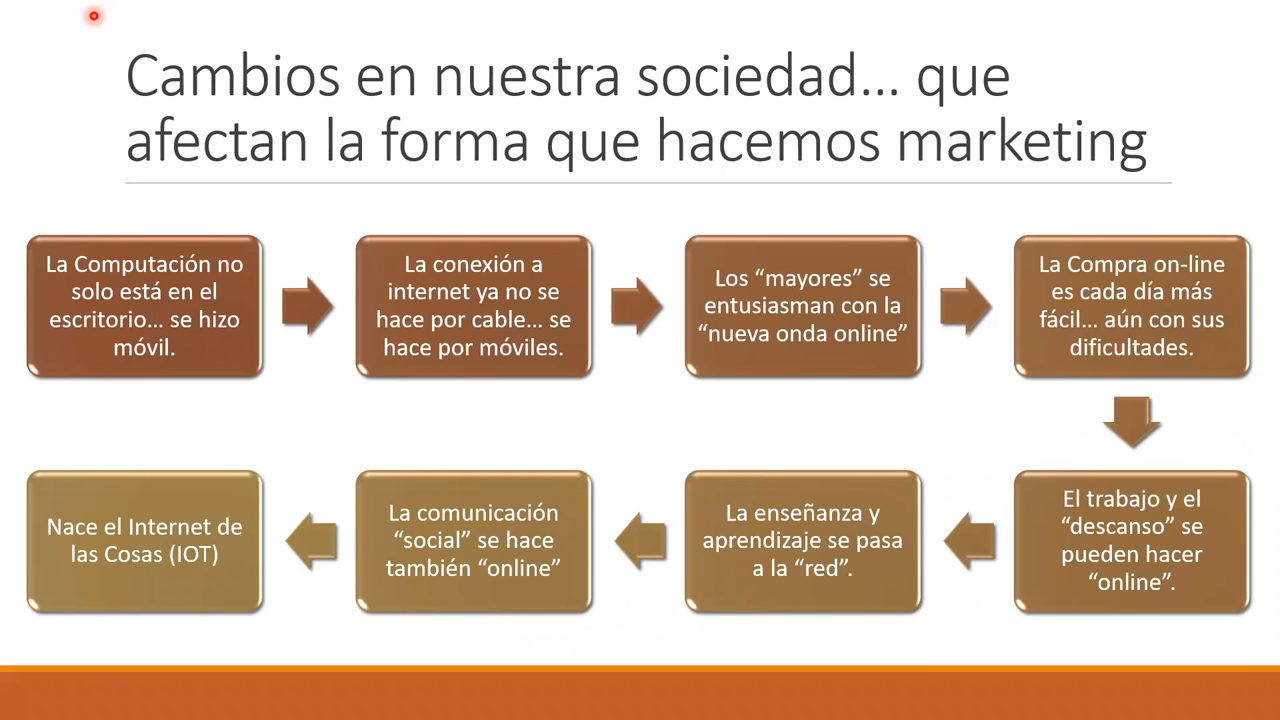 Cambios en nuestra sociedad... que
afectan la forma que hacemos marketing
La Computación no
solo está en el
escritorio... se hizo
móvil.
La conexión a
internet ya no se
hace por cable... se
hace por móviles.
Los “mayores” se
entusiasman con la
“nueva onda online”
La Compra on-line
es cada día más
fácil... aún con sus
dificultades.
El trabajo y el
“descanso” se
pueden hacer
“online”.
La enseñanza y
aprendizaje se pasa
a la “red”.
La comunicación
“social” se hace
también “online”
Nace el Internet de
las Cosas (IOT)